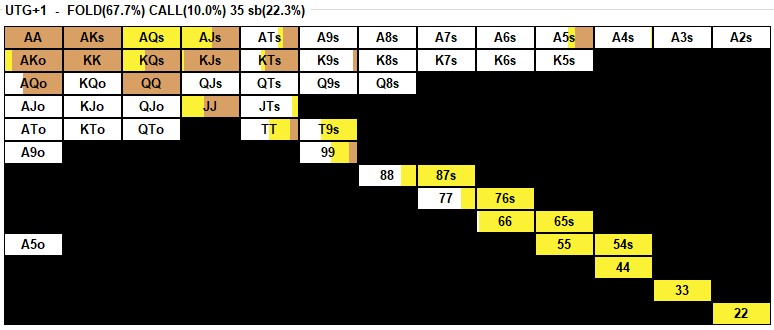 UTG+1 - FOLD(67.7%) CALL(10.0%) 35 sb(22.3%)
AA AKs AQs AJs ATs A9s A8s A7s A6s A5s A4s A3s A2s
AKo KK KQs KJs KTs K9s K8s K7s K6s K5s
AQo KQo QQ QJs QTs Q9s Q8s
AJo KJo QJo JJ JTs
ATo KTo QTo TT T9s
A9o 99
88 87s
77 76s
66 65s
A5o 55 54s
44
33
22